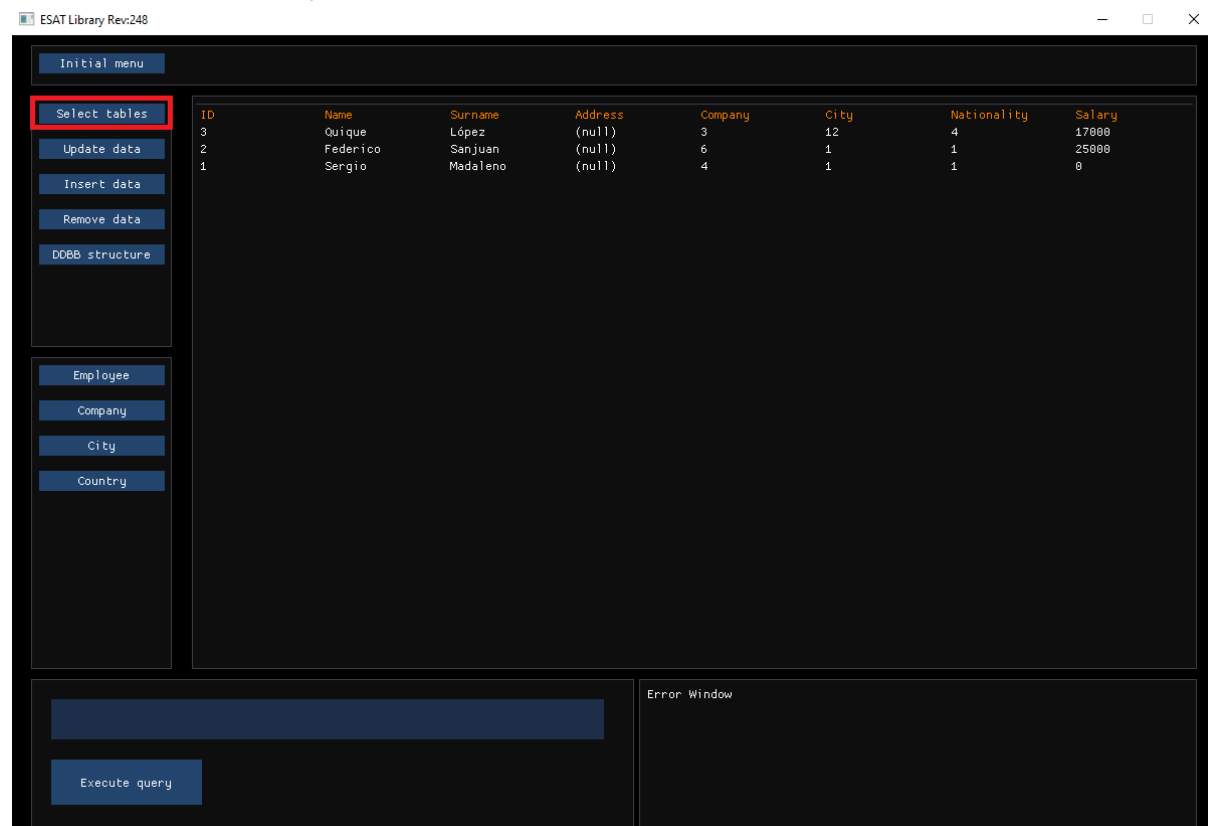 ESAT Library Rev:248
Initial menu
Select tables
Update data
Insert data
Remove data
DDBB structure
ID Name Surname Address Company City Nationality Salary
3 Quique López (null) 3 12 4 17000
2 Federico Sanjuan (null) 6 1 1 25000
1 Sergio Madaleno (null) 4 1 1 0
Employee
Company
City
Country
Execute query
Error Window